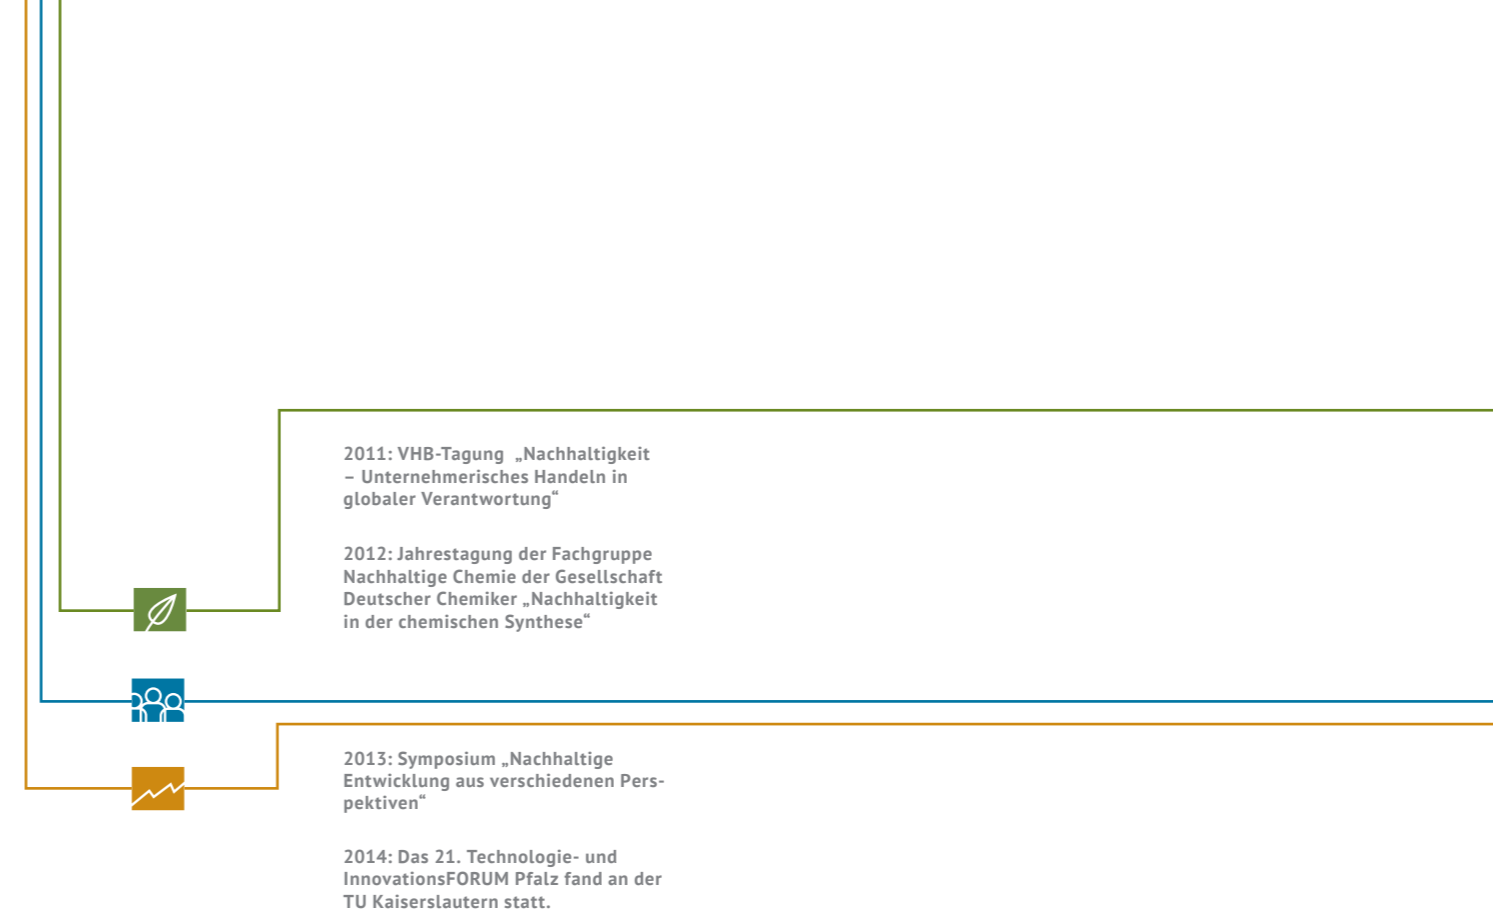 2011: VHB-Tagung „Nachhaltigkeit
– Unternehmerisches Handeln in
globaler Verantwortung“
2012: Jahrestagung der Fachgruppe
Nachhaltige Chemie der Gesellschaft
Deutscher Chemiker „Nachhaltigkeit
in der chemischen Synthese“
2013: Symposium „Nachhaltige
Entwicklung aus verschiedenen Pers-
pektiven“
2014: Das 21. Technologie- und
InnovationsFORUM Pfalz fand an der
TU Kaiserslautern statt.